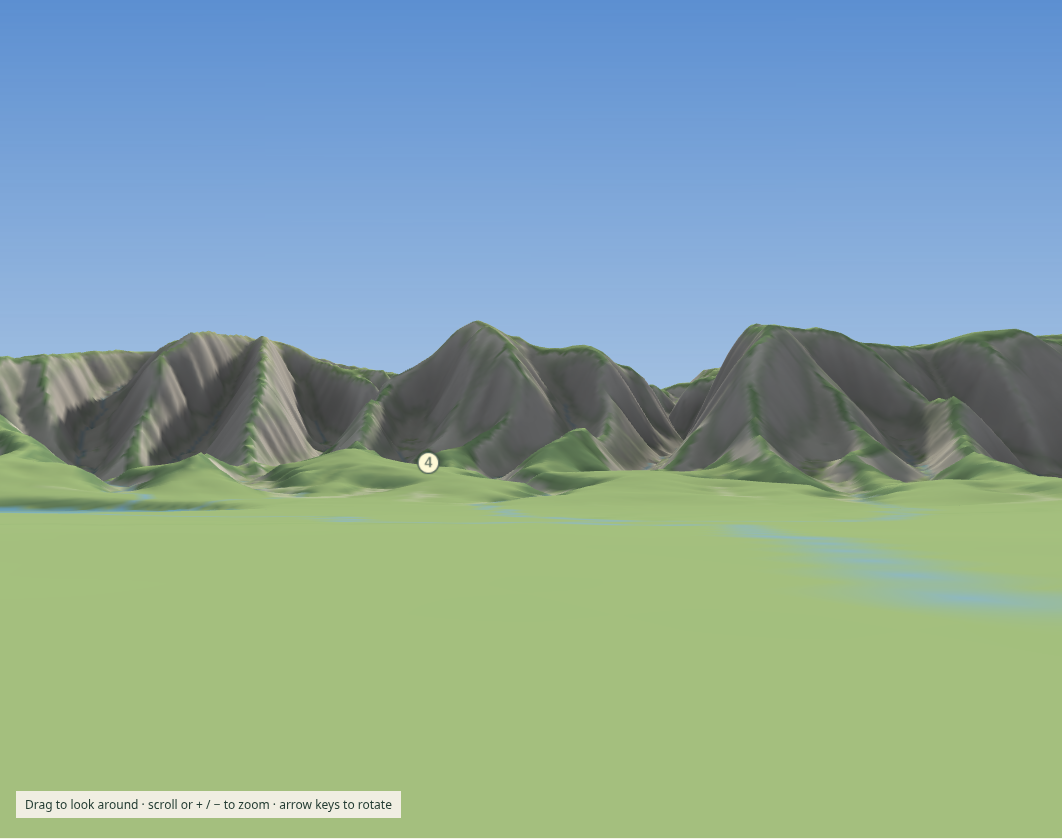 4
Drag to look around · scroll or + / − to zoom · arrow keys to rotate